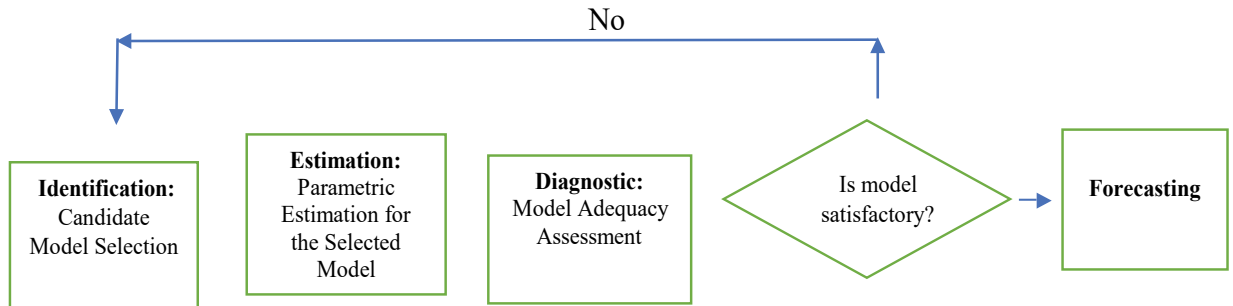 No
Identification:
Candidate
Model Selection
Estimation:
Parametric
Estimation for
the Selected
Model
Diagnostic:
Model Adequacy
Assessment
Is model
satisfactory?
Forecasting